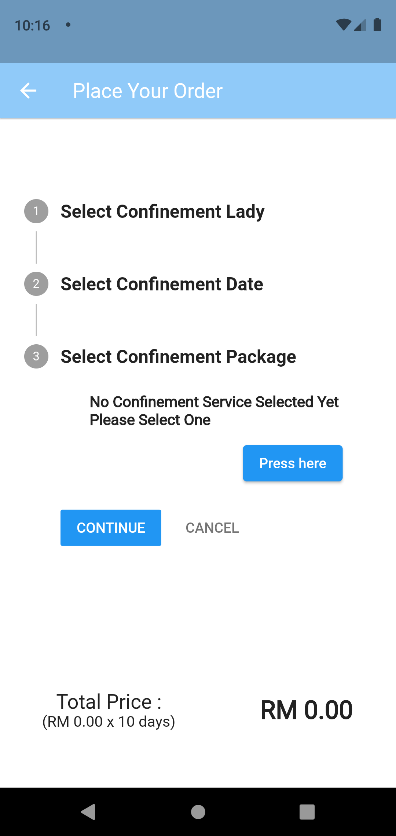 10:16
Place Your Order
1 Select Confinement Lady
2 Select Confinement Date
3 Select Confinement Package
No Confinement Service Selected Yet
Please Select One
Press here
CONTINUE CANCEL
Total Price :
(RM 0.00 x 10 days)
RM 0.00